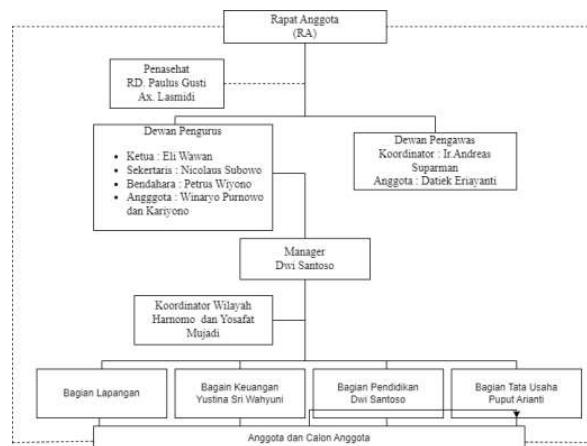 Rapat Anggota
(RA)
Penasehat
RD. Paulus Gusti
Ax. Lasmidi
Dewan Pengurus
• Ketua : Eli Wawan
• Sekertaris : Nicolaus Subowo
• Bendahara : Petrus Wiyono
• Angggota : Winaryo Purnowo
dan Kariyono
Dewan Pengawas
Koordinator : Ir.Andreas
Suparman
Anggota : Datiek Eriayanti
Manager
Dwi Santoso
Koordinator Wilayah
Harnomo dan Yosafat
Mujadi
Bagian Lapangan
Bagain Keuangan
Yustina Sri Wahyuni
Bagian Pendidikan
Dwi Santoso
Bagian Tata Usaha
Puput Arianti
Anggota dan Calon Anggota